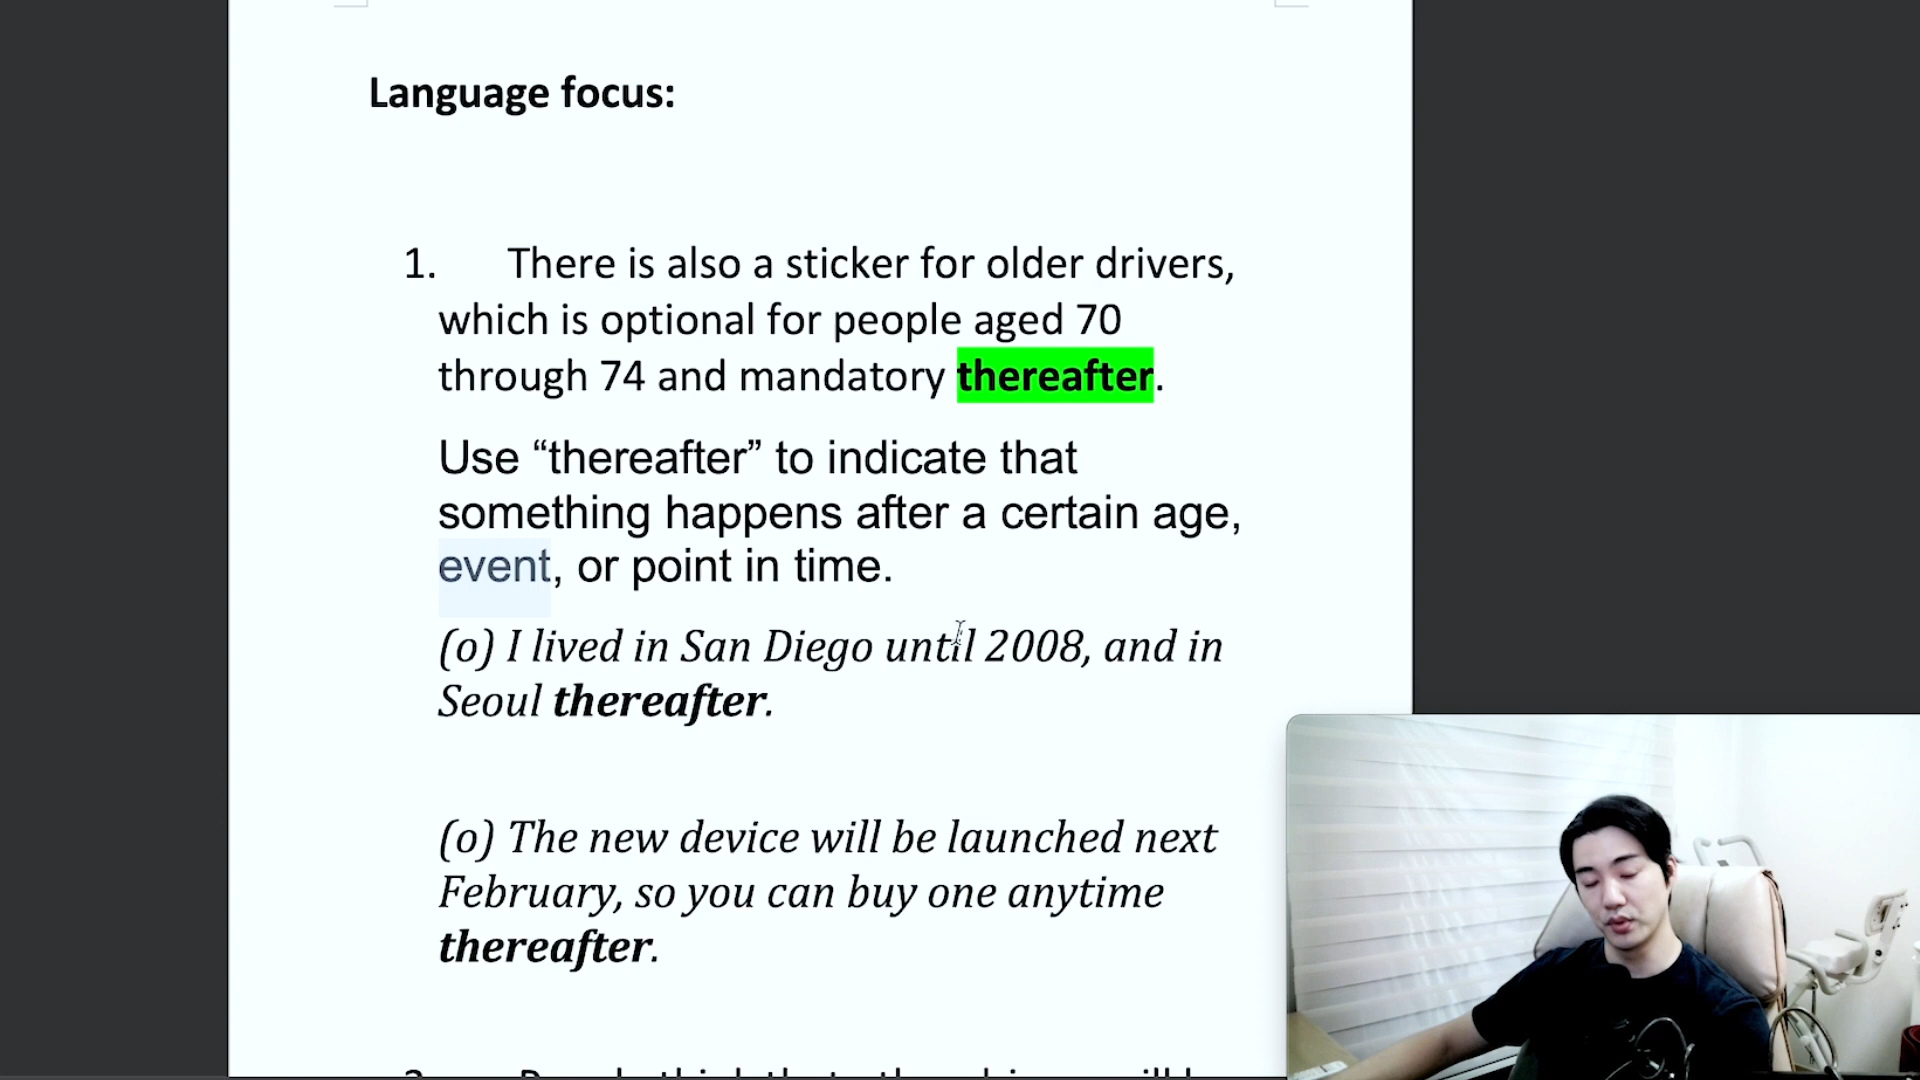 Language focus:
1. There is also a sticker for older drivers,
which is optional for people aged 70
through 74 and mandatory thereafter.
Use “thereafter” to indicate that
something happens after a certain age,
event, or point in time.
(o) I lived in San Diego until 2008, and in
Seoul thereafter.
(o) The new device will be launched next
February, so you can buy one anytime
thereafter.